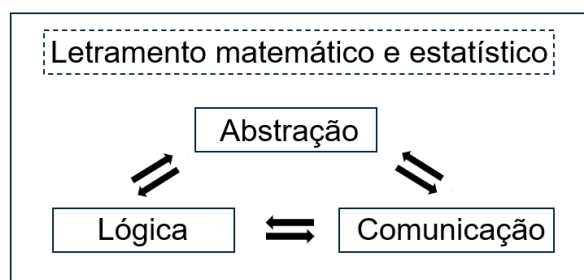 Letramento matemático e estatístico
Abstração
Lógica
Comunicação